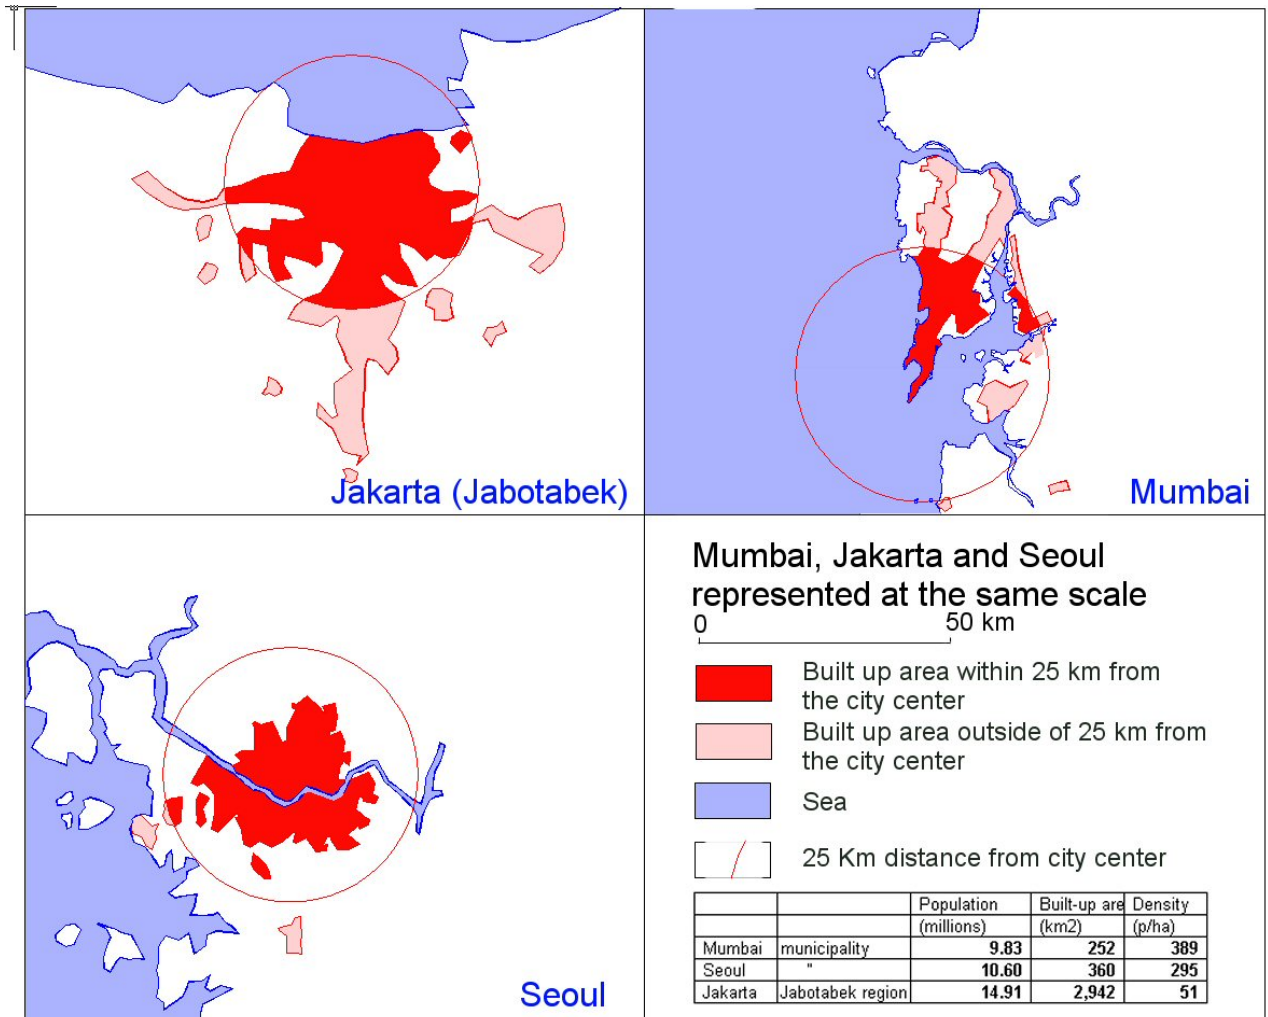 Jakarta (Jabotabek)
Mumbai
Seoul
Mumbai, Jakarta and Seoul
represented at the same scale
0 50 km
Built up area within 25 km from
the city center
Built up area outside of 25 km from
the city center
Sea
25 Km distance from city center
Population Built-up are Density
(millions) (km2) (p/ha)
Mumbai municipality 9.83 252 389
Seoul " 10.60 360 295
Jakarta Jabotabek region 14.91 2,942 51